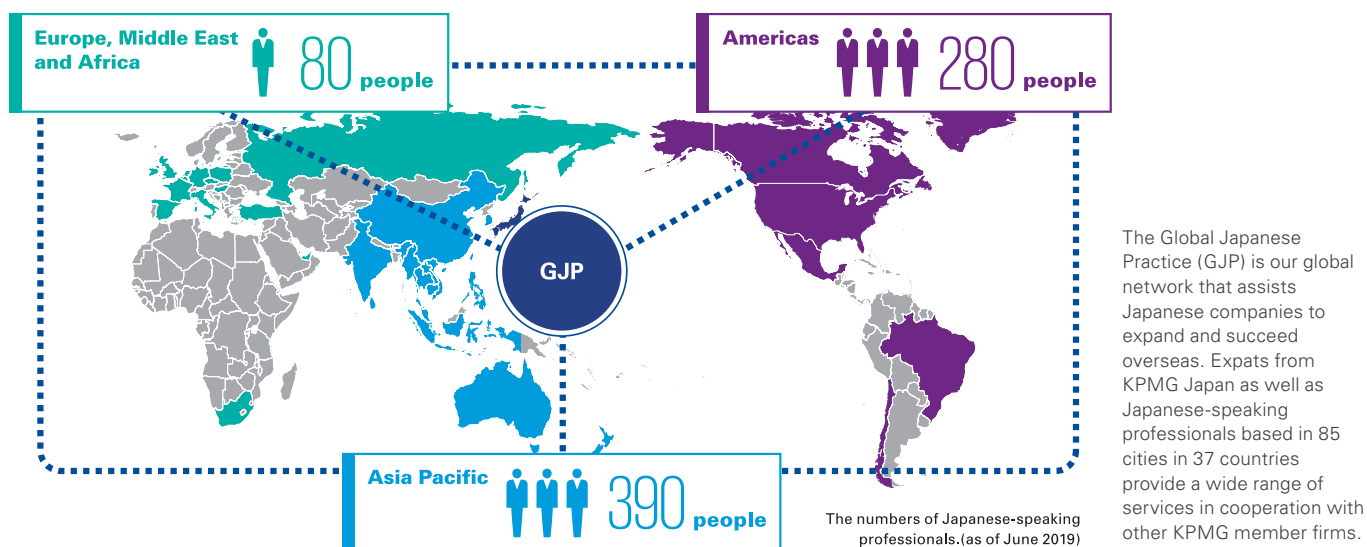 Europe, Middle East
and Africa
80 people
Americas
280 people
GJP
Asia Pacific
390 people
The numbers of Japanese-speaking
professionals.(as of June 2019)
The Global Japanese
Practice (GJP) is our global
network that assists
Japanese companies to
expand and succeed
overseas. Expats from
KPMG Japan as well as
Japanese-speaking
professionals based in 85
cities in 37 countries
provide a wide range of
services in cooperation with
other KPMG member firms.